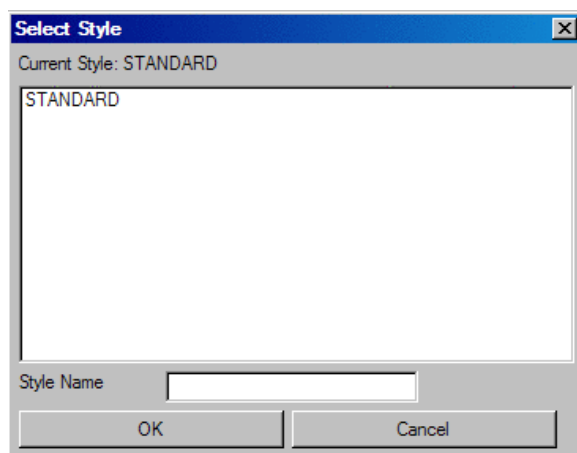 Select Style
Current Style: STANDARD
STANDARD
Style Name
OK Cancel